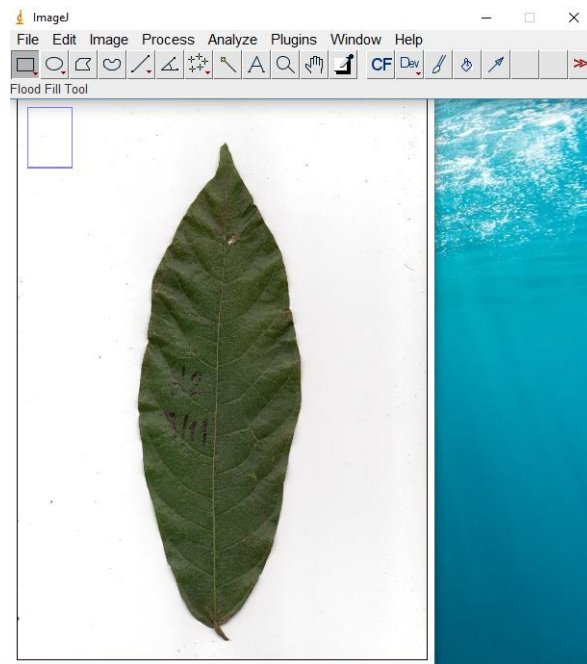 ImageJ
File Edit Image Process Analyze Plugins Window Help
CF Dev
Flood Fill Tool